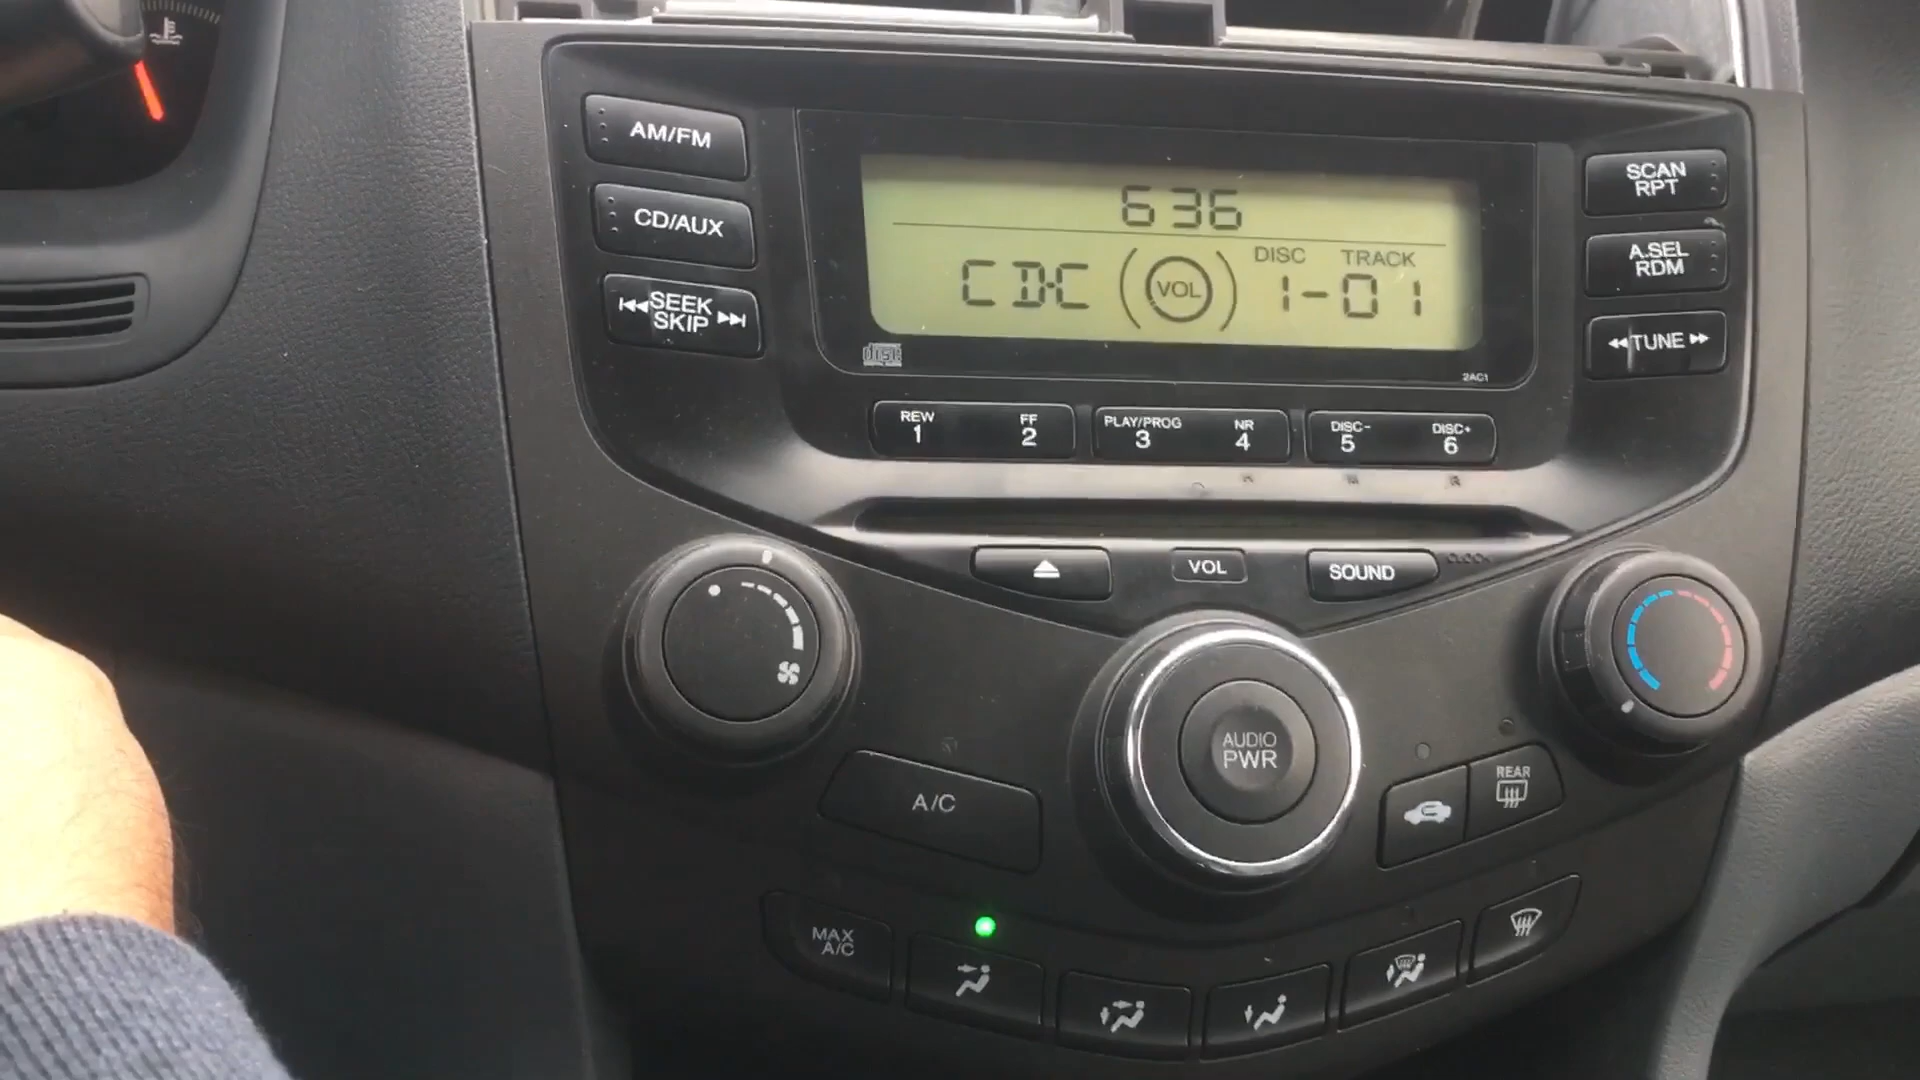 AM/FM
CD/AUX
SEEK
SKIP
636
CDC
VOL
DISC
TRACK
1-01
disc
2AC1
SCAN
RPT
A.SEL
RDM
TUNE
REW
1
FF
2
PLAY/PROG
3
NR
4
DISC-
5
DISC+
6
VOL
SOUND
AUDIO
PWR
A/C
REAR
MAX
A/C